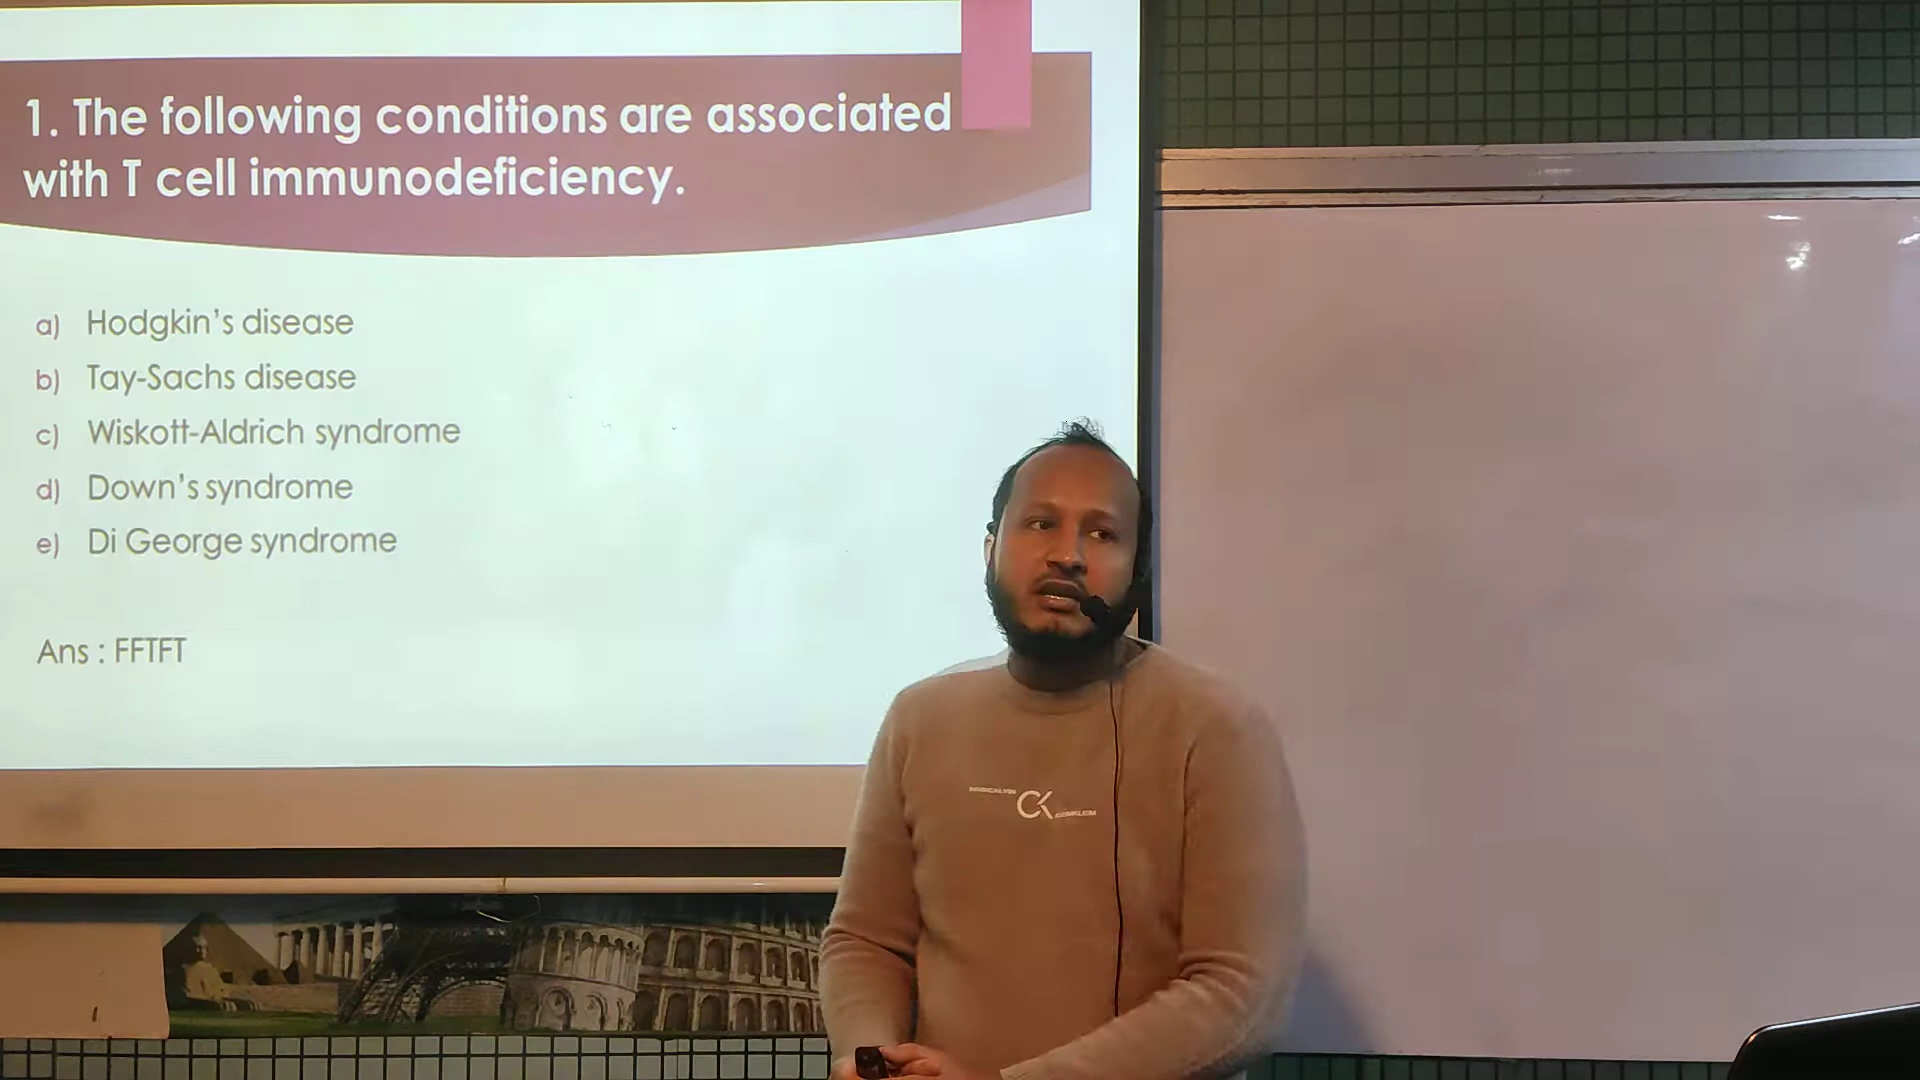 1. The following conditions are associated
with T cell immunodeficiency.
a) Hodgkin's disease
b) Tay-Sachs disease
c) Wiskott-Aldrich syndrome
d) Down's syndrome
e) Di George syndrome
Ans : FFTFT
CK